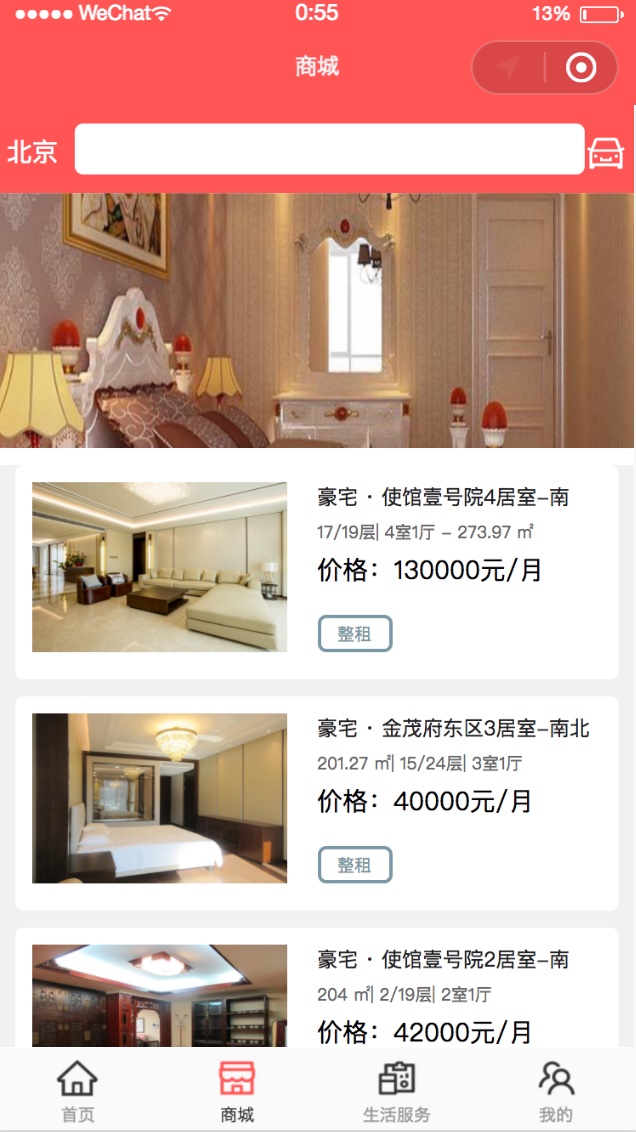 WeChat 0:55 13%
商城
北京
豪宅 · 使馆壹号院4居室-南
17/19层| 4室1厅 - 273.97 ㎡
价格：130000元/月
整租
豪宅 · 金茂府东区3居室-南北
201.27 ㎡| 15/24层| 3室1厅
价格：40000元/月
整租
豪宅 · 使馆壹号院2居室-南
204 ㎡| 2/19层| 2室1厅
价格：42000元/月
首页 商城 生活服务 我的